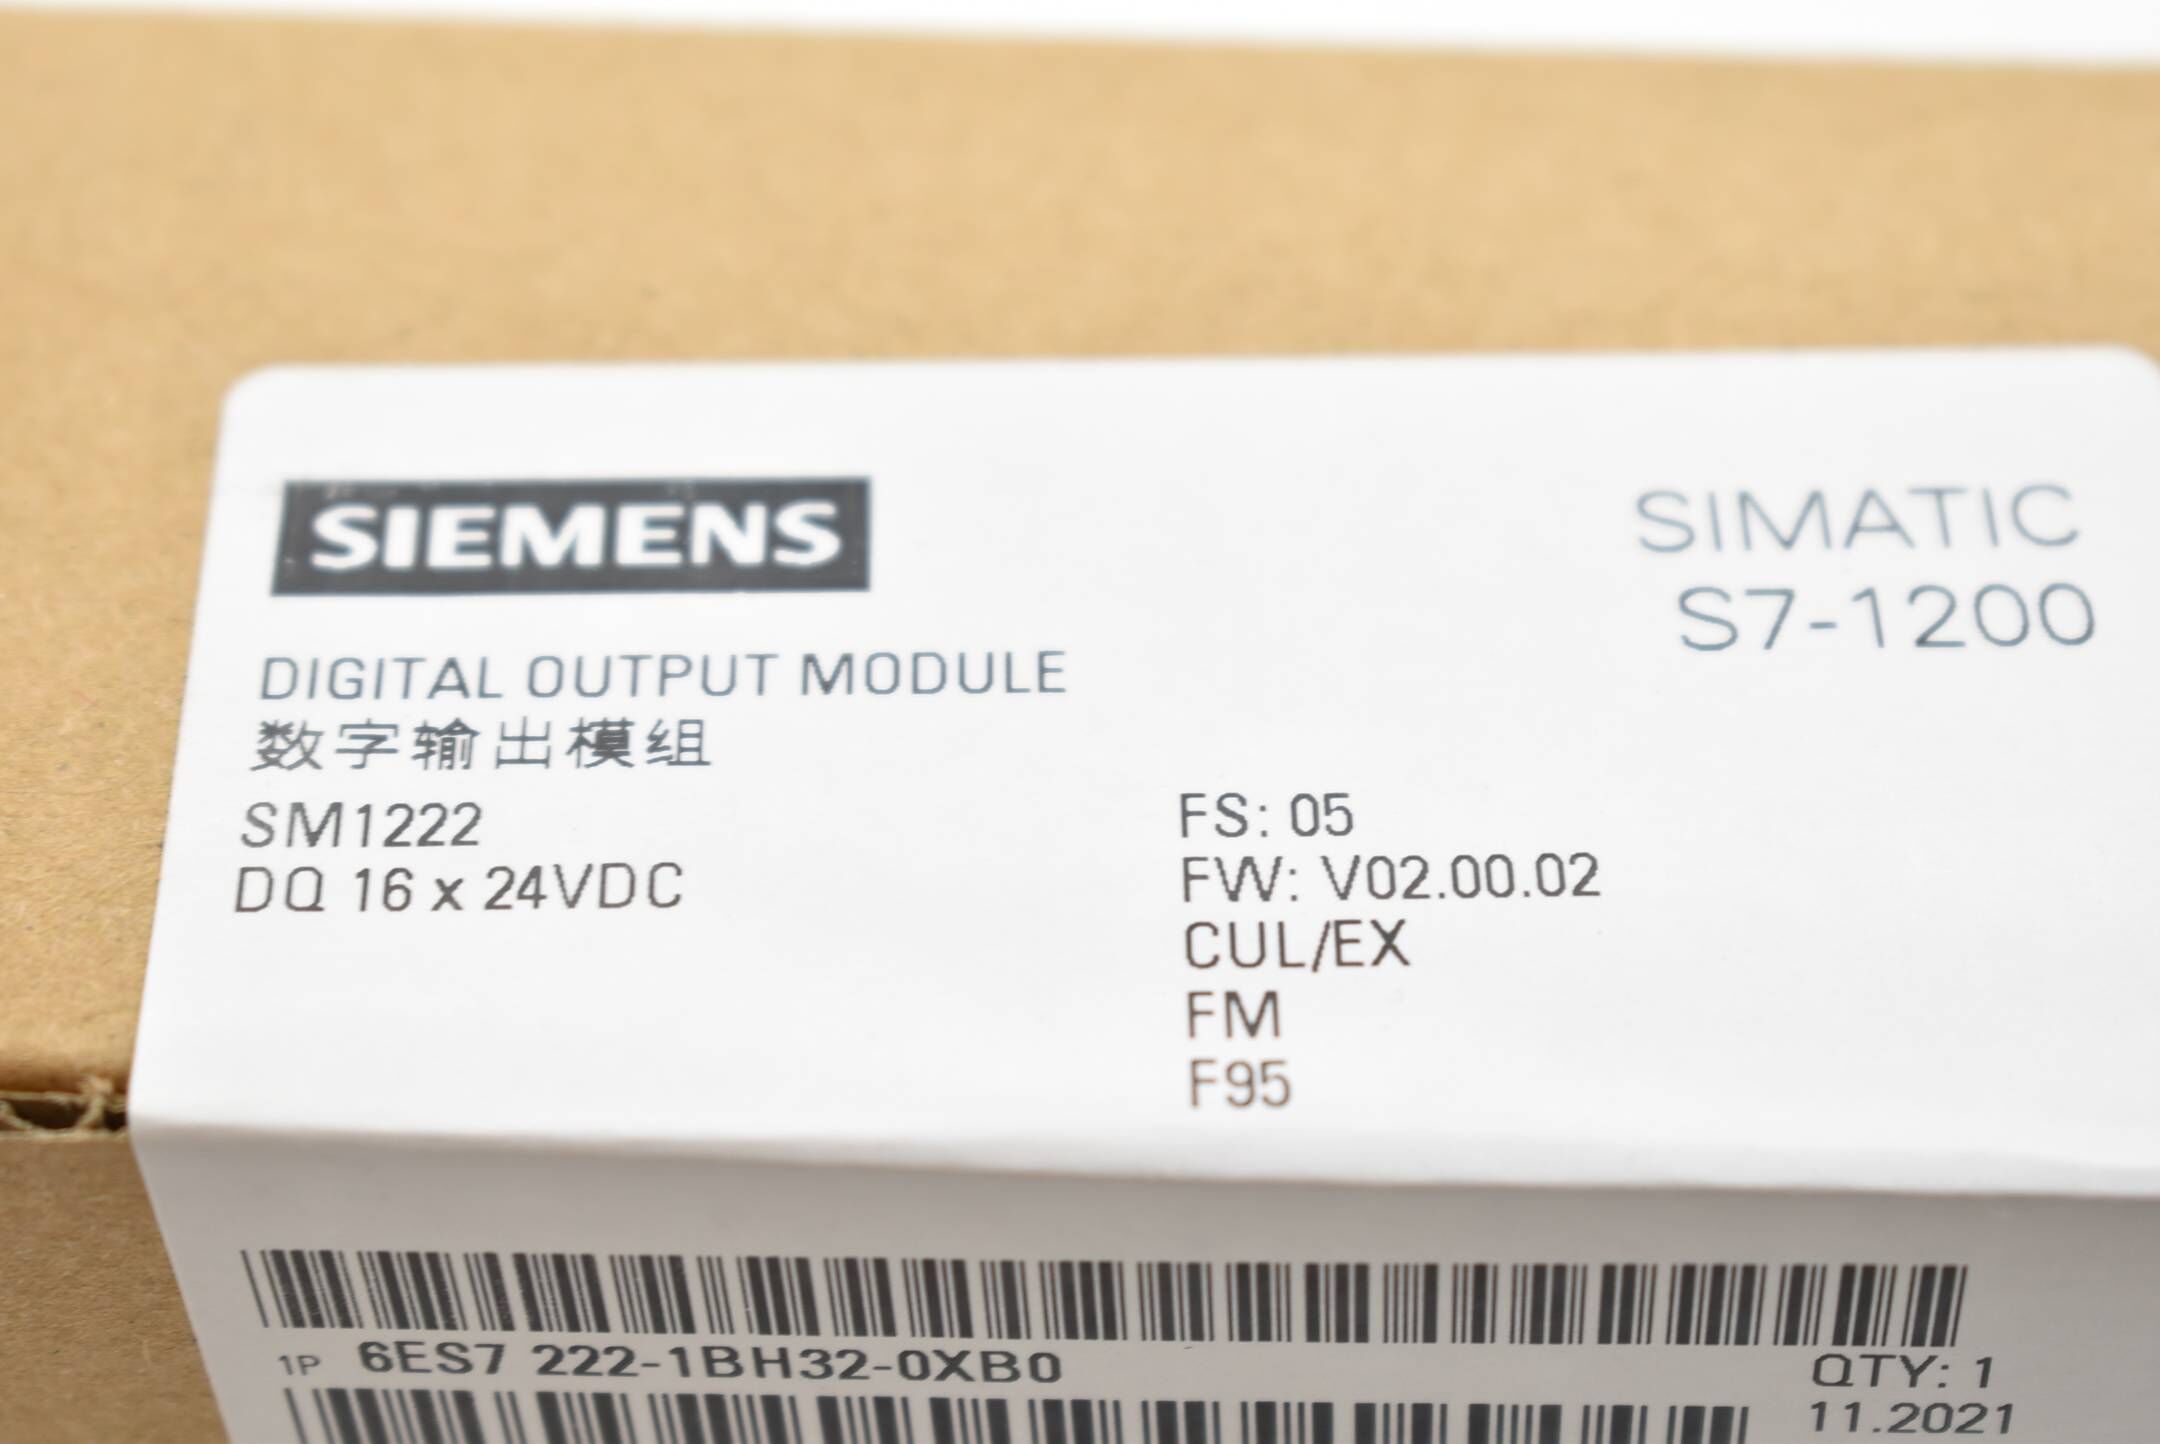 SIEMENS
SIMATIC
S7-1200
DIGITAL OUTPUT MODULE
数字输出模组
SM1222
DQ 16 x 24VDC
FS: 05
FW: V02.00.02
CUL/EX
FM
F95
1P 6ES7 222-1BH32-0XB0
QTY: 1
11.2021